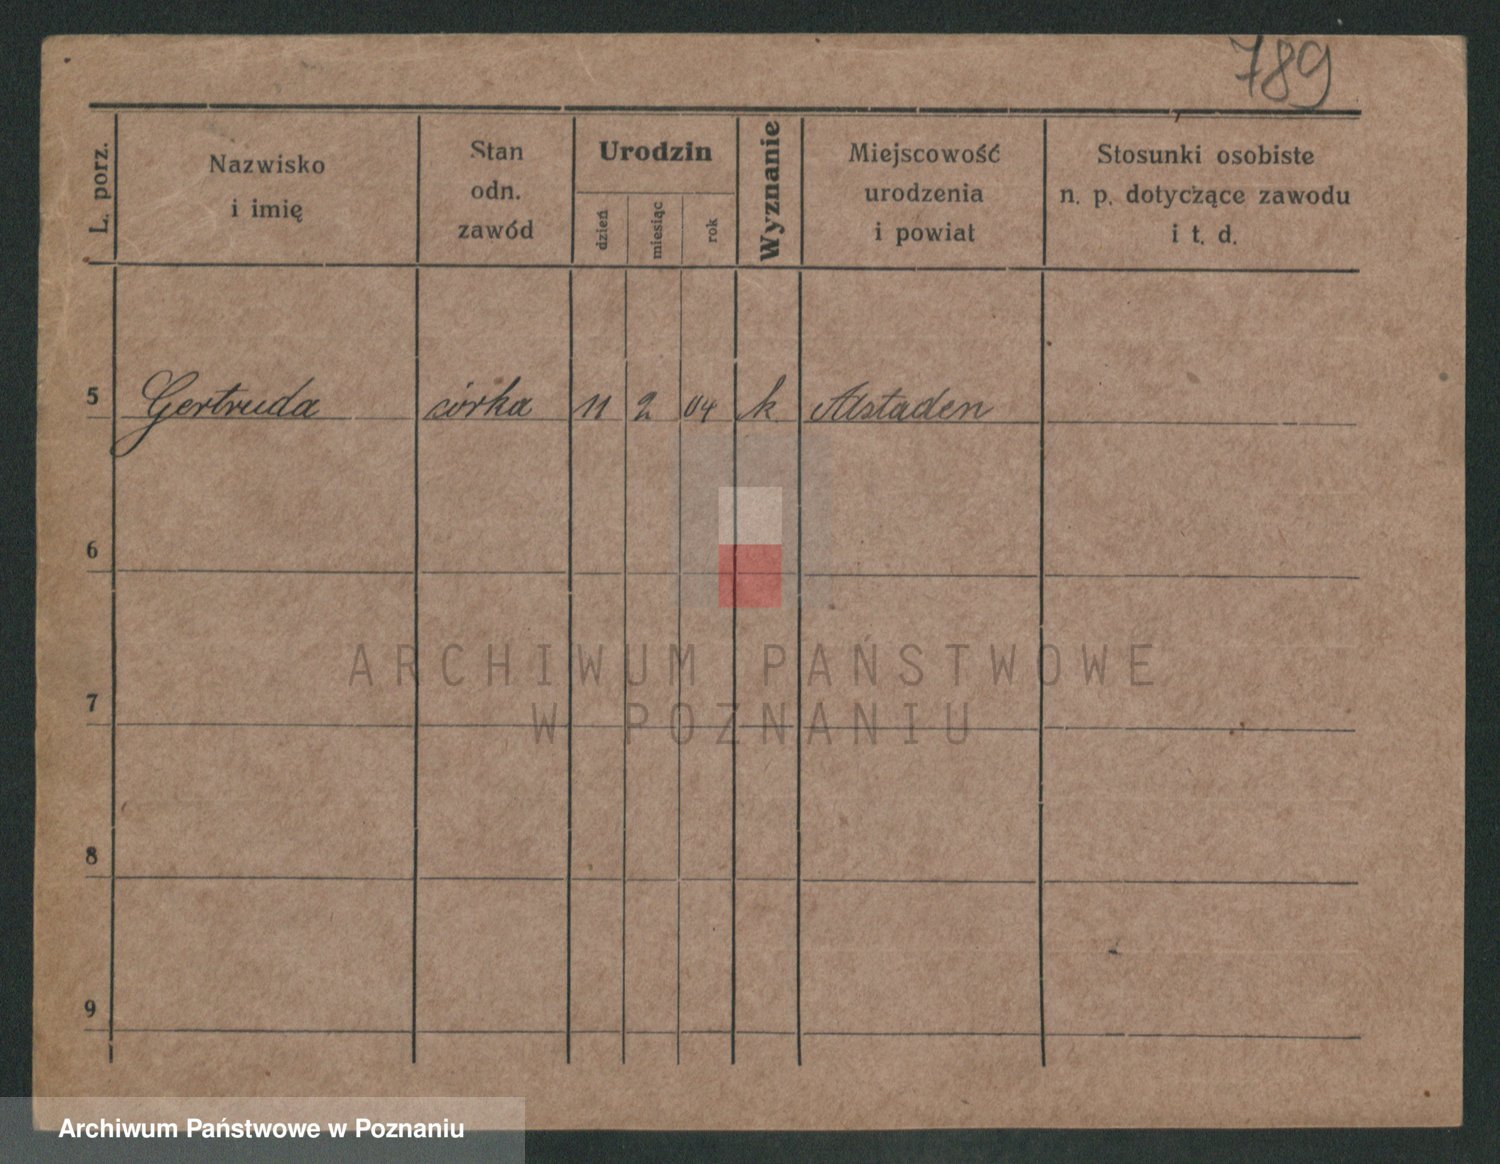 789
L. porz.
Nazwisko
i imię
Stan
odn.
zawód
Urodzin
dzień
miesiąc
rok
Wyznanie
Miejscowość
urodzenia
i powiat
Stosunki osobiste
n. p. dotyczące zawodu
i t. d.
5 Gertruda córka 11 2 04 k. Alstaden
6
7
8
9
ARCHIWUM PAŃSTWOWE
W POZNANIU
Archiwum Państwowe w Poznaniu